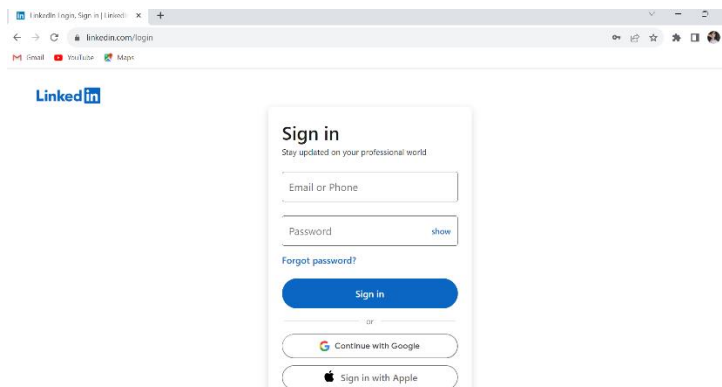 LinkedIn Login, Sign in | Linked
linkedin.com/login
Gmail YouTube Maps
Linked in
Sign in
Stay updated on your professional world
Email or Phone
Password show
Forgot password?
Sign in
or
Continue with Google
Sign in with Apple